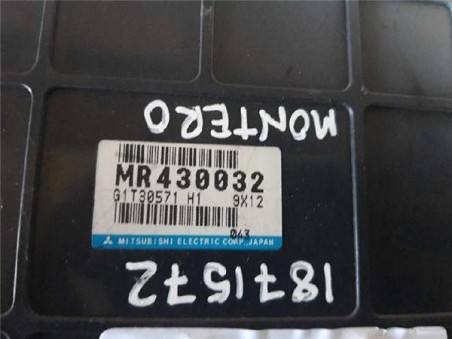 MONTERO
MR430032
G1T30571 H1 9X12
043
MITSUBISHI ELECTRIC CORP. JAPAN
1871572